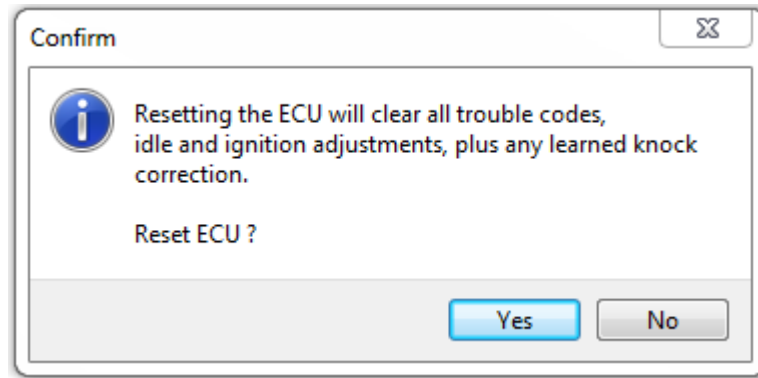 Confirm
Resetting the ECU will clear all trouble codes,
idle and ignition adjustments, plus any learned knock
correction.
Reset ECU ?
Yes
No